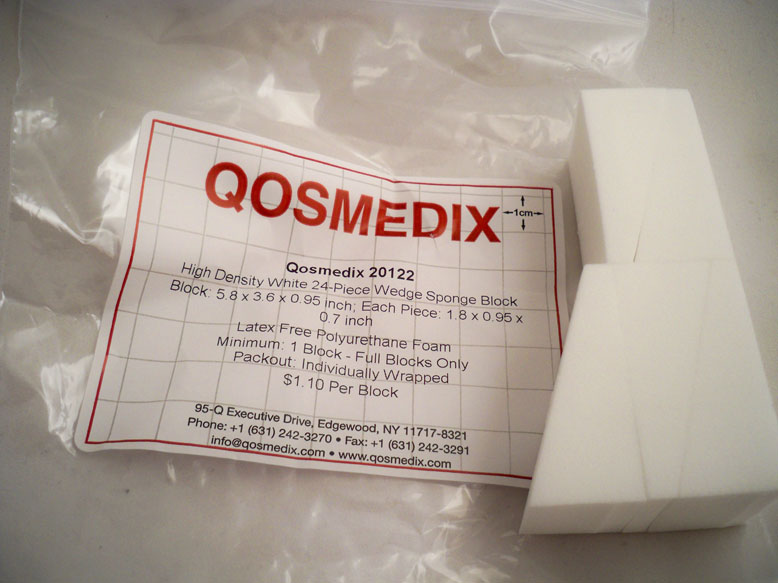 QOSMEDIX
1cm
Qosmedix 20122
High Density White 24-Piece Wedge Sponge Block
Block: 5.8 x 3.6 x 0.95 inch; Each Piece: 1.8 x 0.95 x
0.7 inch
Latex Free Polyurethane Foam
Minimum: 1 Block - Full Blocks Only
Packout: Individually Wrapped
$1.10 Per Block
95-Q Executive Drive, Edgewood, NY 11717-8321
Phone: +1 (631) 242-3270 • Fax: +1 (631) 242-3291
info@qosmedix.com • www.qosmedix.com